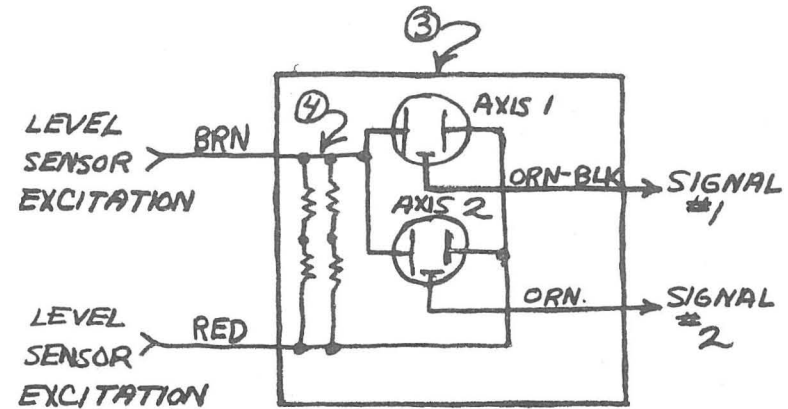 3
4
AXIS 1
LEVEL
SENSOR
EXCITATION
BRN
ORN-BLK
SIGNAL
#1
AXIS 2
ORN.
SIGNAL
#2
LEVEL
SENSOR
EXCITATION
RED